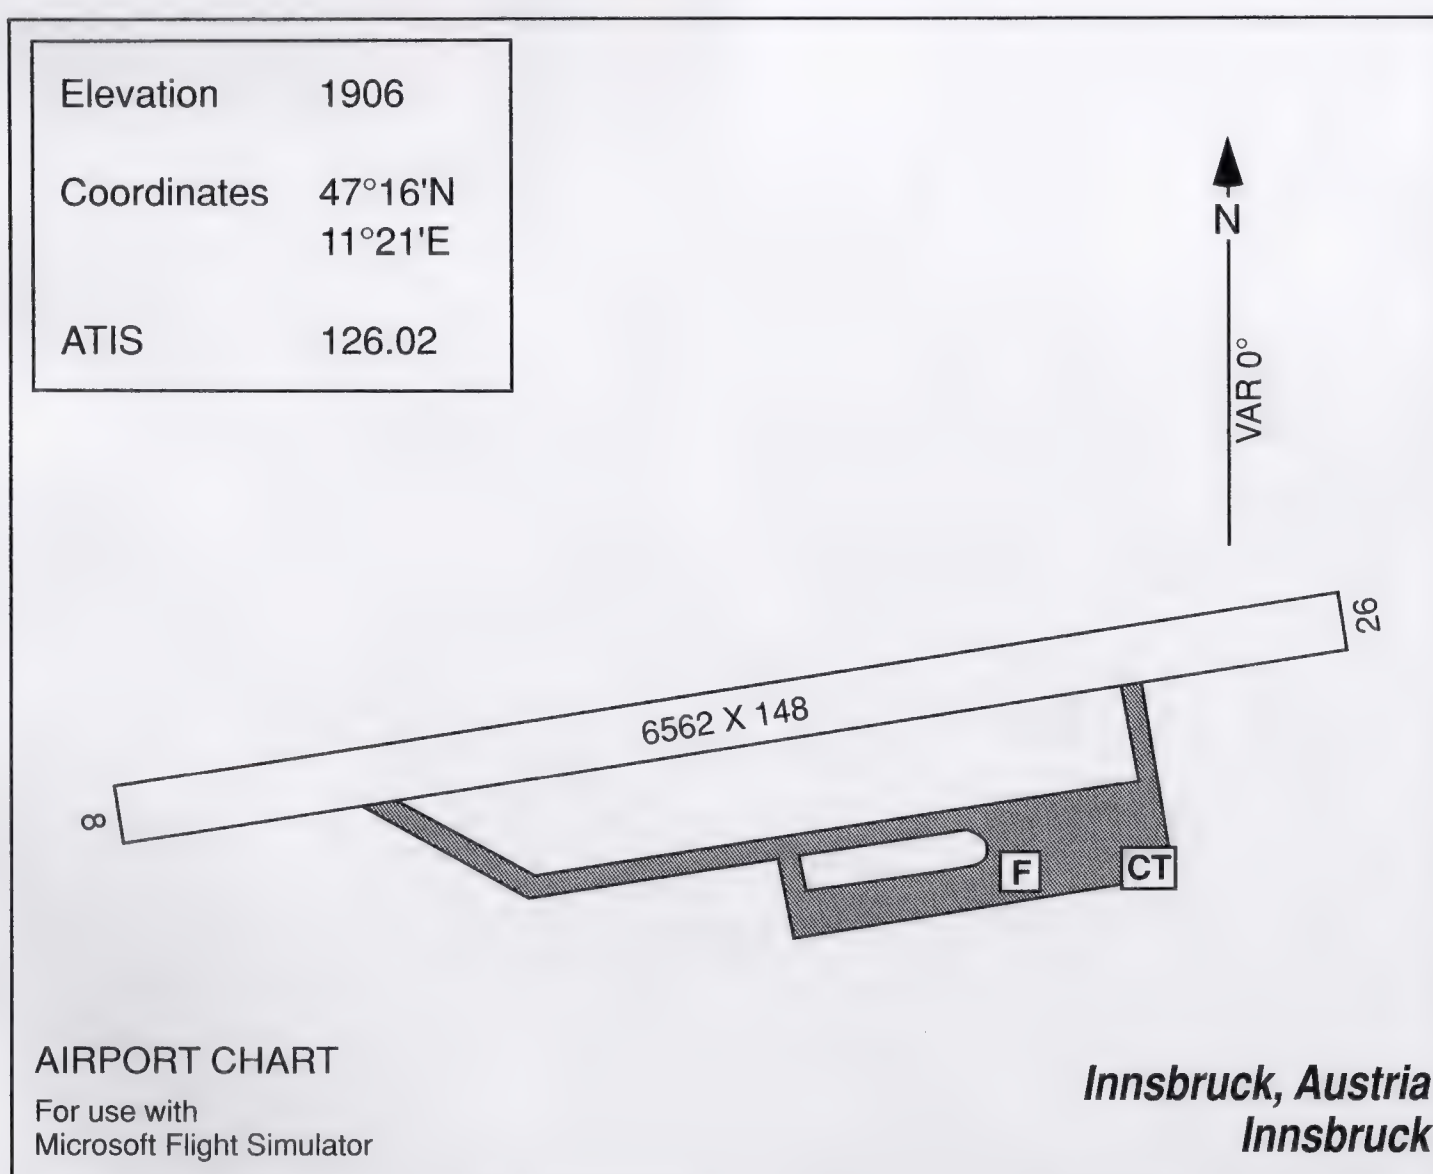 Elevation 1906
Coordinates 47°16'N
11°21'E
ATIS 126.02
N
VAR 0°
26
6562 X 148
8
F
CT
AIRPORT CHART
For use with
Microsoft Flight Simulator
Innsbruck, Austria
Innsbruck